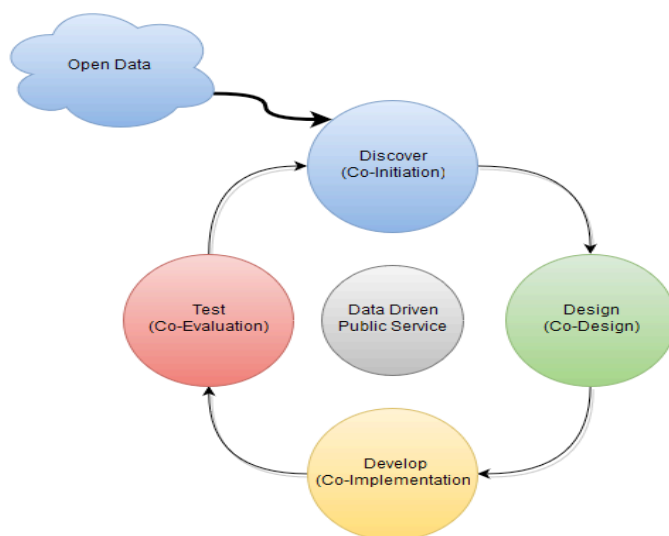 Open Data
Discover
(Co-Initiation)
Test
(Co-Evaluation)
Data Driven
Public Service
Design
(Co-Design)
Develop
(Co-Implementation